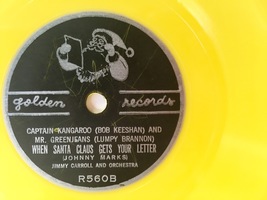 golden records
CAPTAIN KANGAROO (BOB KEESHAN) AND
MR. GREENJEANS (LUMPY BRANNON)
WHEN SANTA CLAUS GETS YOUR LETTER
(JOHNNY MARKS)
JIMMY CARROLL AND ORCHESTRA
R560B